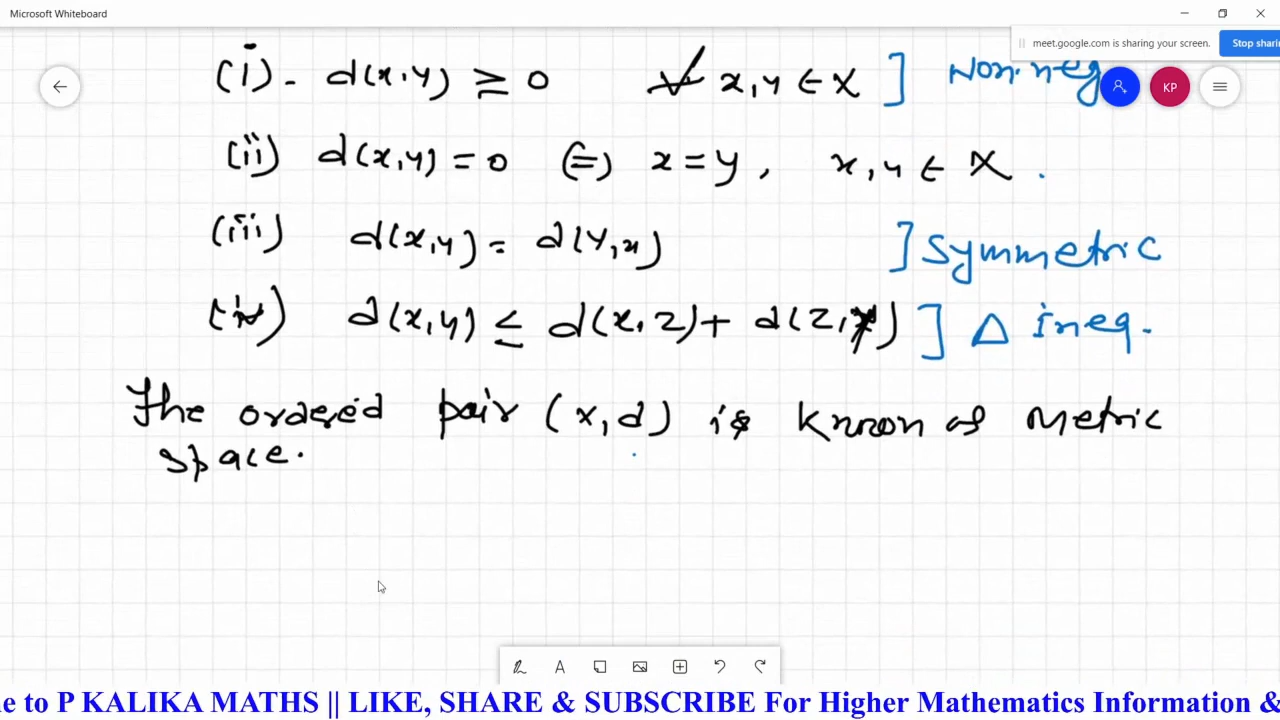 Microsoft Whiteboard
meet.google.com is sharing your screen.
Stop sharin
(i) - d(x,y) ≥ 0 ∀ x,y ∈ X ] Non-neg
KP
(ii) d(x,y) = 0 (=) x = y , x,y ∈ X .
(iii) d(x,y) = d(y,x) ] Symmetric
(iv) d(x,y) ≤ d(x,z) + d(z,y) ] Δ ineq.
The ordered pair (x,d) is known as metric
space.
A
e to P KALIKA MATHS || LIKE, SHARE & SUBSCRIBE For Higher Mathematics Information &